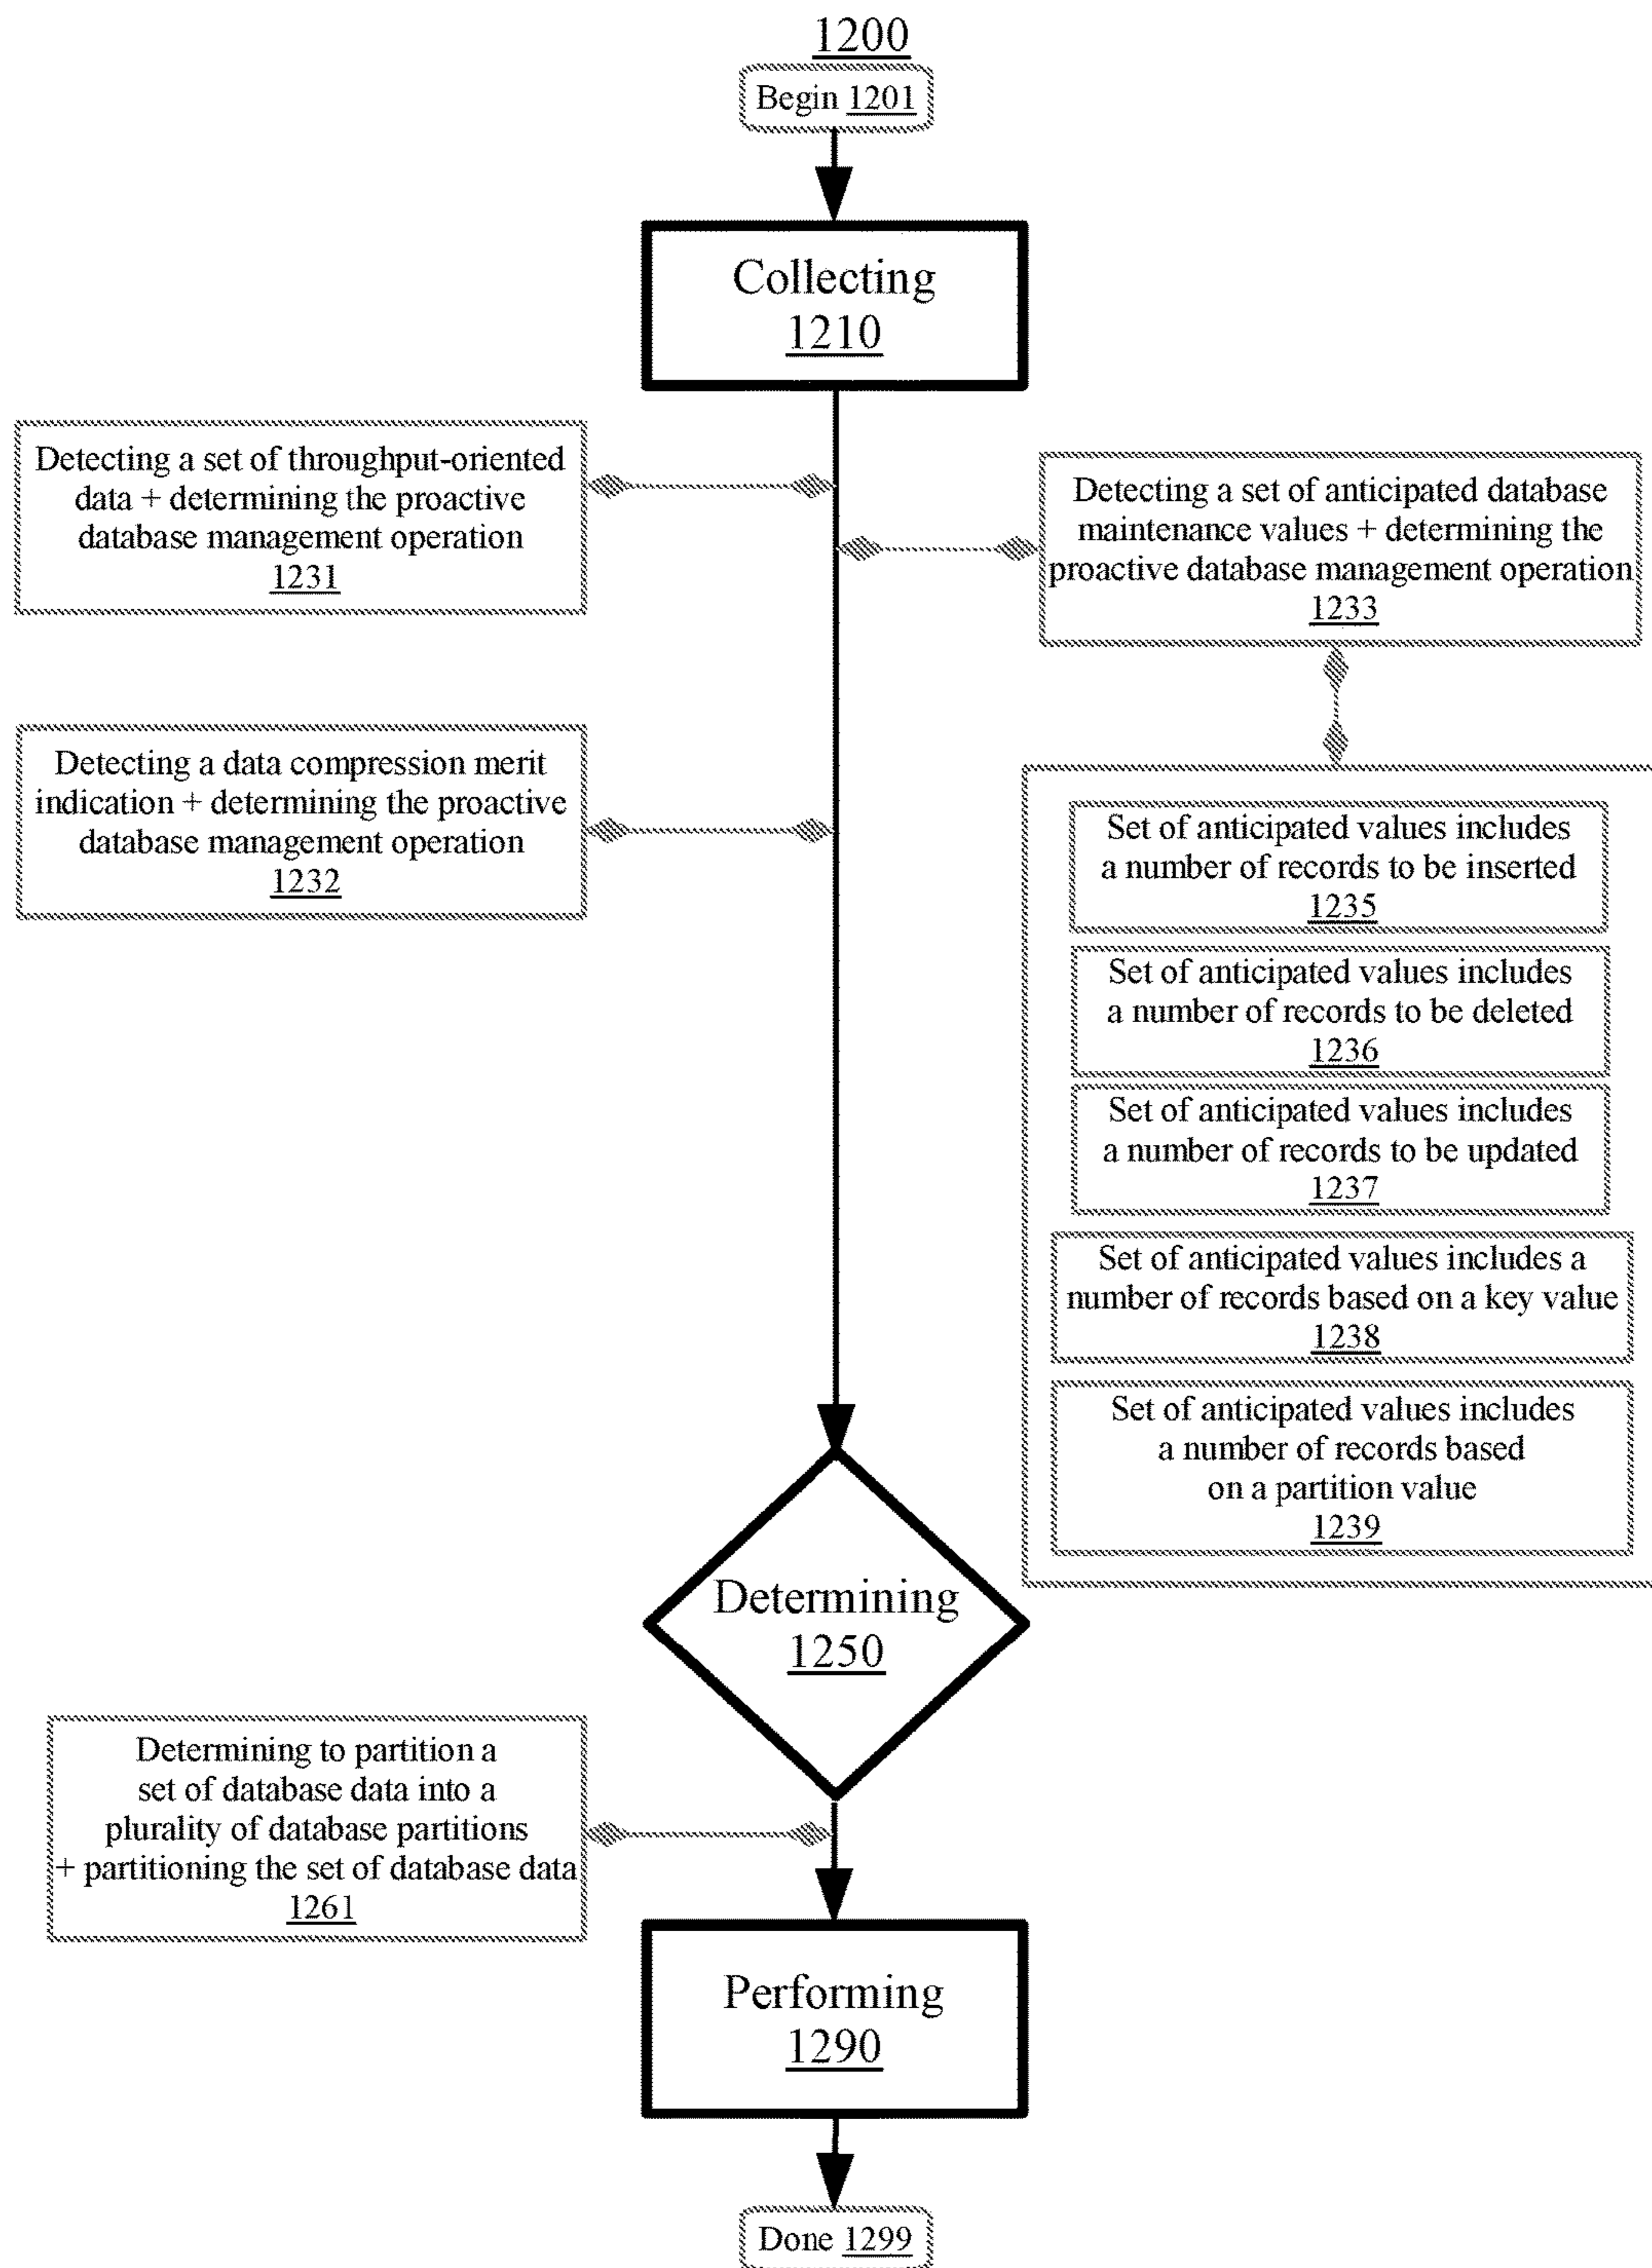 1200
Begin 1201
Collecting
1210
Detecting a set of throughput-oriented
data + determining the proactive
database management operation
1231
Detecting a set of anticipated database
maintenance values + determining the
proactive database management operation
1233
Detecting a data compression merit
indication + determining the proactive
database management operation
1232
Set of anticipated values includes
a number of records to be inserted
1235
Set of anticipated values includes
a number of records to be deleted
1236
Set of anticipated values includes
a number of records to be updated
1237
Set of anticipated values includes a
number of records based on a key value
1238
Set of anticipated values includes
a number of records based
on a partition value
1239
Determining
1250
Determining to partition a
set of database data into a
plurality of database partitions
+ partitioning the set of database data
1261
Performing
1290
Done 1299